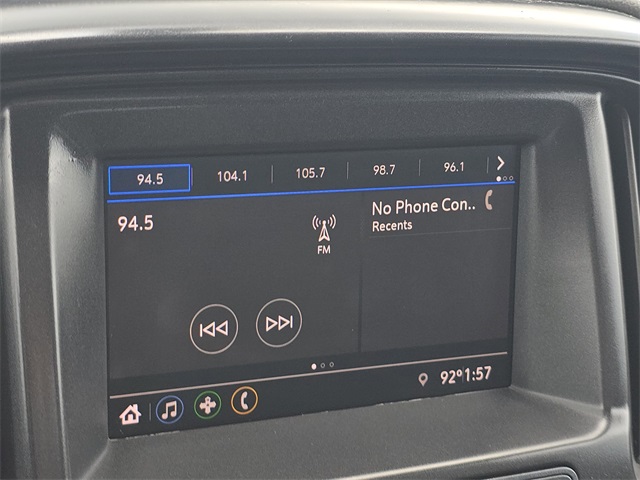 94.5 104.1 105.7 98.7 96.1
94.5
FM
No Phone Con..
Recents
92° 1:57